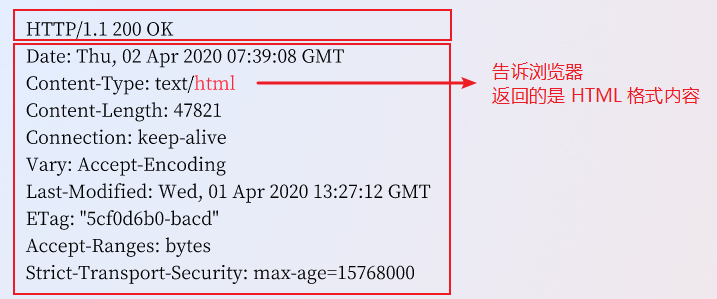 HTTP/1.1 200 OK
Date: Thu, 02 Apr 2020 07:39:08 GMT
Content-Type: text/html
Content-Length: 47821
Connection: keep-alive
Vary: Accept-Encoding
Last-Modified: Wed, 01 Apr 2020 13:27:12 GMT
ETag: "5cf0d6b0-bacd"
Accept-Ranges: bytes
Strict-Transport-Security: max-age=15768000
告诉浏览器
返回的是 HTML 格式内容